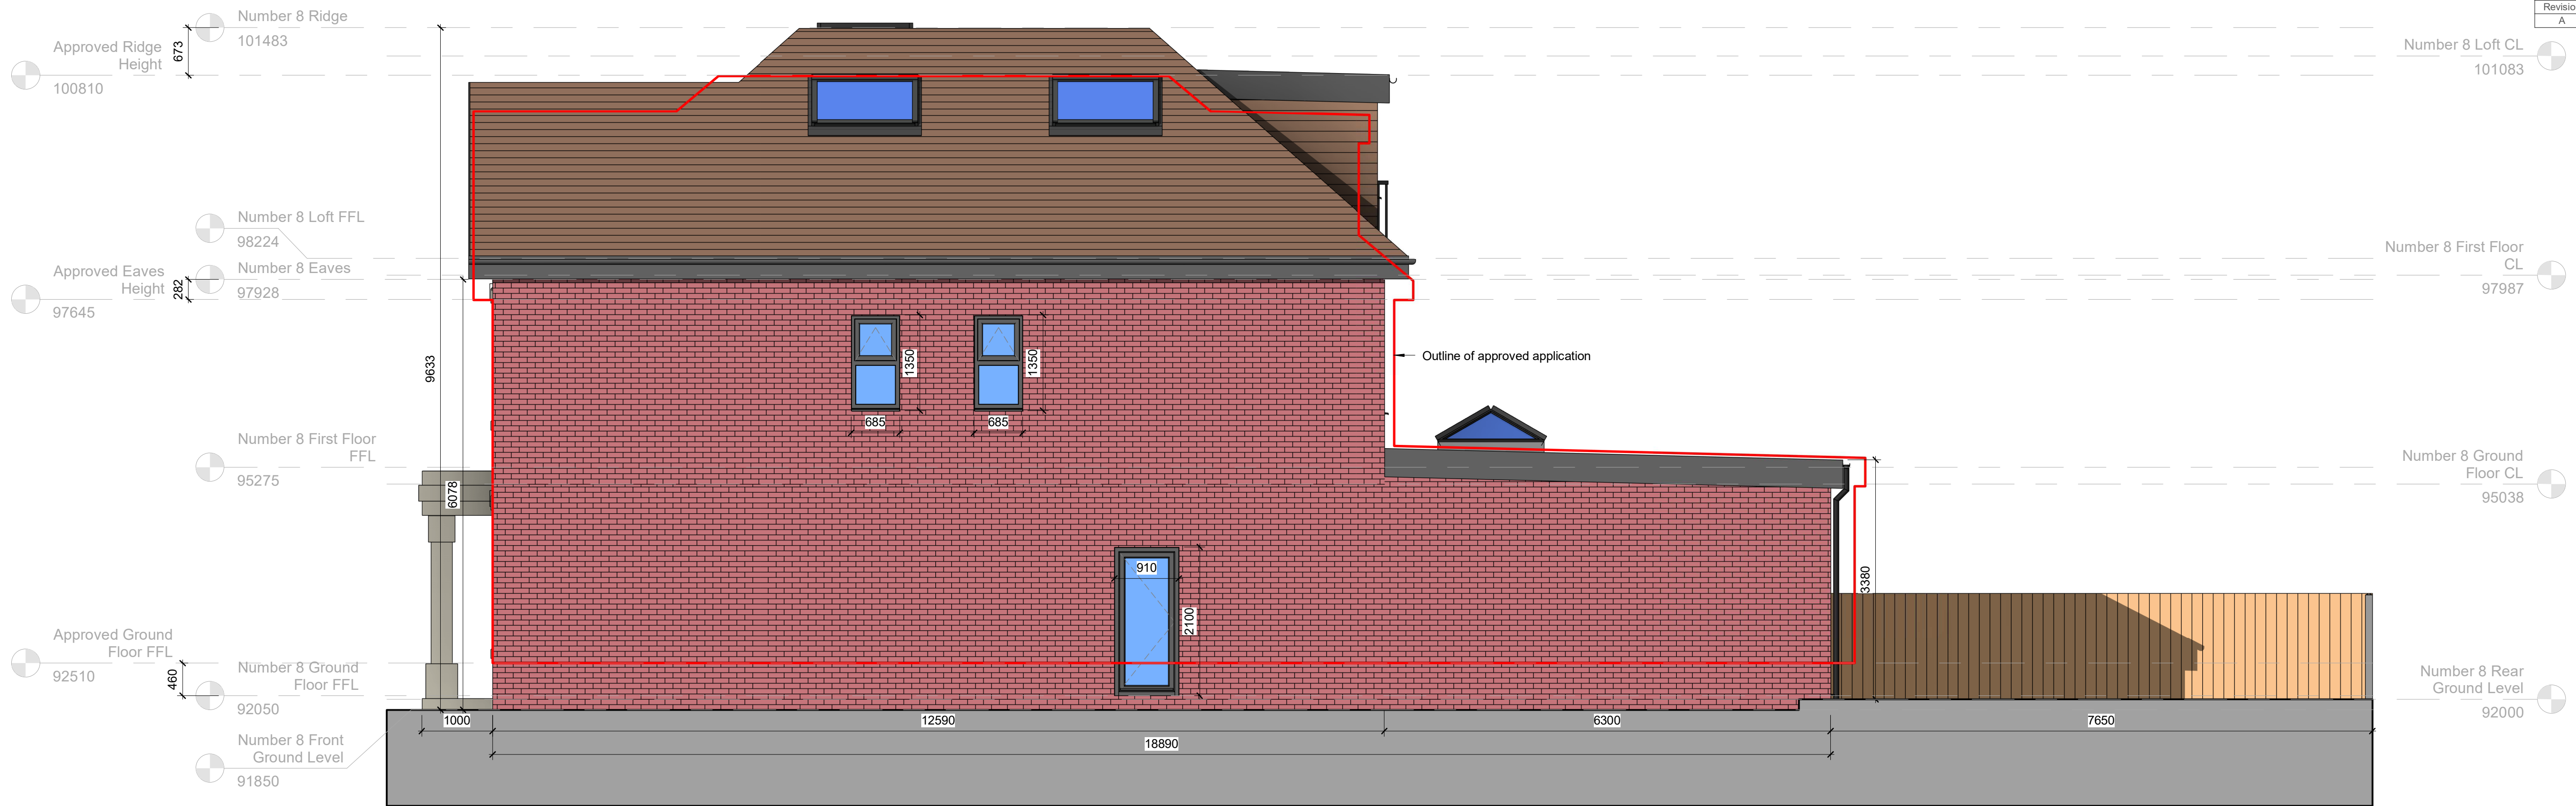 Revisio
A
Number 8 Ridge
101483
673
Approved Ridge
Height
100810
Number 8 Loft CL
101083
Number 8 Loft FFL
98224
Number 8 Eaves
97928
Approved Eaves
Height
97645
282
Number 8 First Floor
CL
97987
9633
1350
1350
Outline of approved application
685
685
Number 8 First Floor
FFL
95275
6078
Number 8 Ground
Floor CL
95038
910
2100
3380
Approved Ground
Floor FFL
92510
460
Number 8 Ground
Floor FFL
92050
Number 8 Rear
Ground Level
92000
1000
12590
6300
7650
18890
Number 8 Front
Ground Level
91850